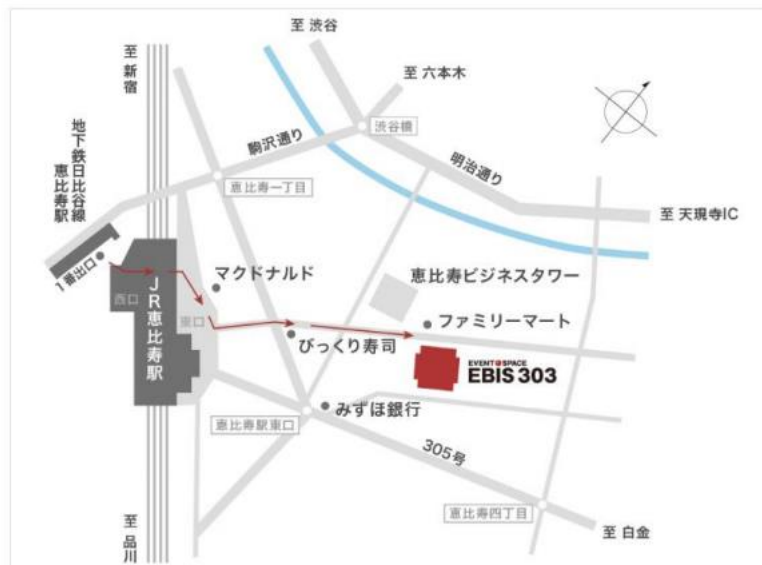 至 渋谷
至 新宿
至 六本木
渋谷橋
地下鉄日比谷線
恵比寿駅
駒沢通り
明治通り
恵比寿一丁目
至 天現寺IC
1番出口
マクドナルド
恵比寿ビジネスタワー
西口
JR恵比寿駅
東口
ファミリーマート
びっくり寿司
EVENT SPACE
EBIS 303
みずほ銀行
恵比寿駅東口
305号
恵比寿四丁目
至 品川
至 白金